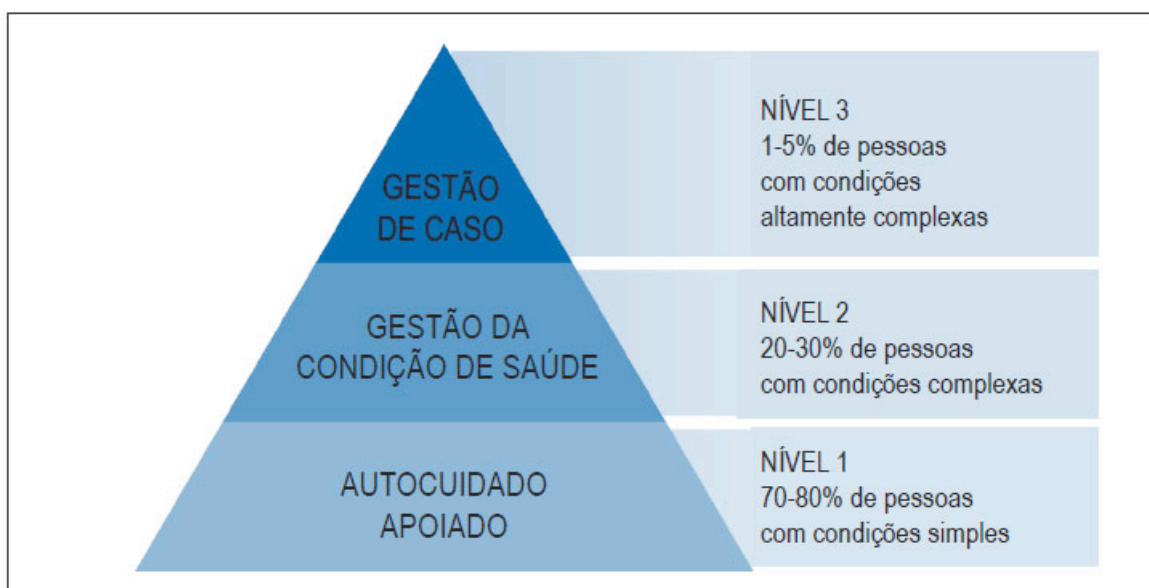 GESTÃO
DE CASO
NÍVEL 3
1-5% de pessoas
com condições
altamente complexas
GESTÃO DA
CONDIÇÃO DE SAÚDE
NÍVEL 2
20-30% de pessoas
com condições complexas
AUTOCUIDADO
APOIADO
NÍVEL 1
70-80% de pessoas
com condições simples